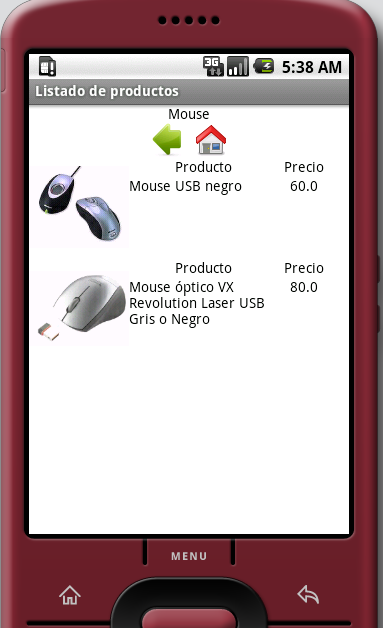 3G
5:38 AM
Listado de productos
Mouse
Producto Precio
Mouse USB negro 60.0
Producto Precio
Mouse óptico VX 80.0
Revolution Laser USB
Gris o Negro
MENU